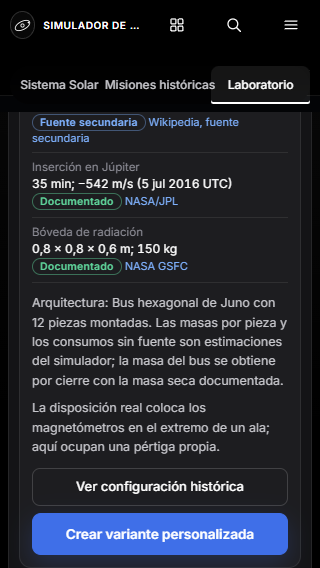 SIMULADOR DE ...
Sistema Solar Misiones históricas Laboratorio
Fuente secundaria Wikipedia, fuente
secundaria
Inserción en Júpiter
35 min; −542 m/s (5 jul 2016 UTC)
Documentado NASA/JPL
Bóveda de radiación
0,8 × 0,8 × 0,6 m; 150 kg
Documentado NASA GSFC
Arquitectura: Bus hexagonal de Juno con
12 piezas montadas. Las masas por pieza y
los consumos sin fuente son estimaciones
del simulador; la masa del bus se obtiene
por cierre con la masa seca documentada.
La disposición real coloca los
magnetómetros en el extremo de un ala;
aquí ocupan una pértiga propia.
Ver configuración histórica
Crear variante personalizada